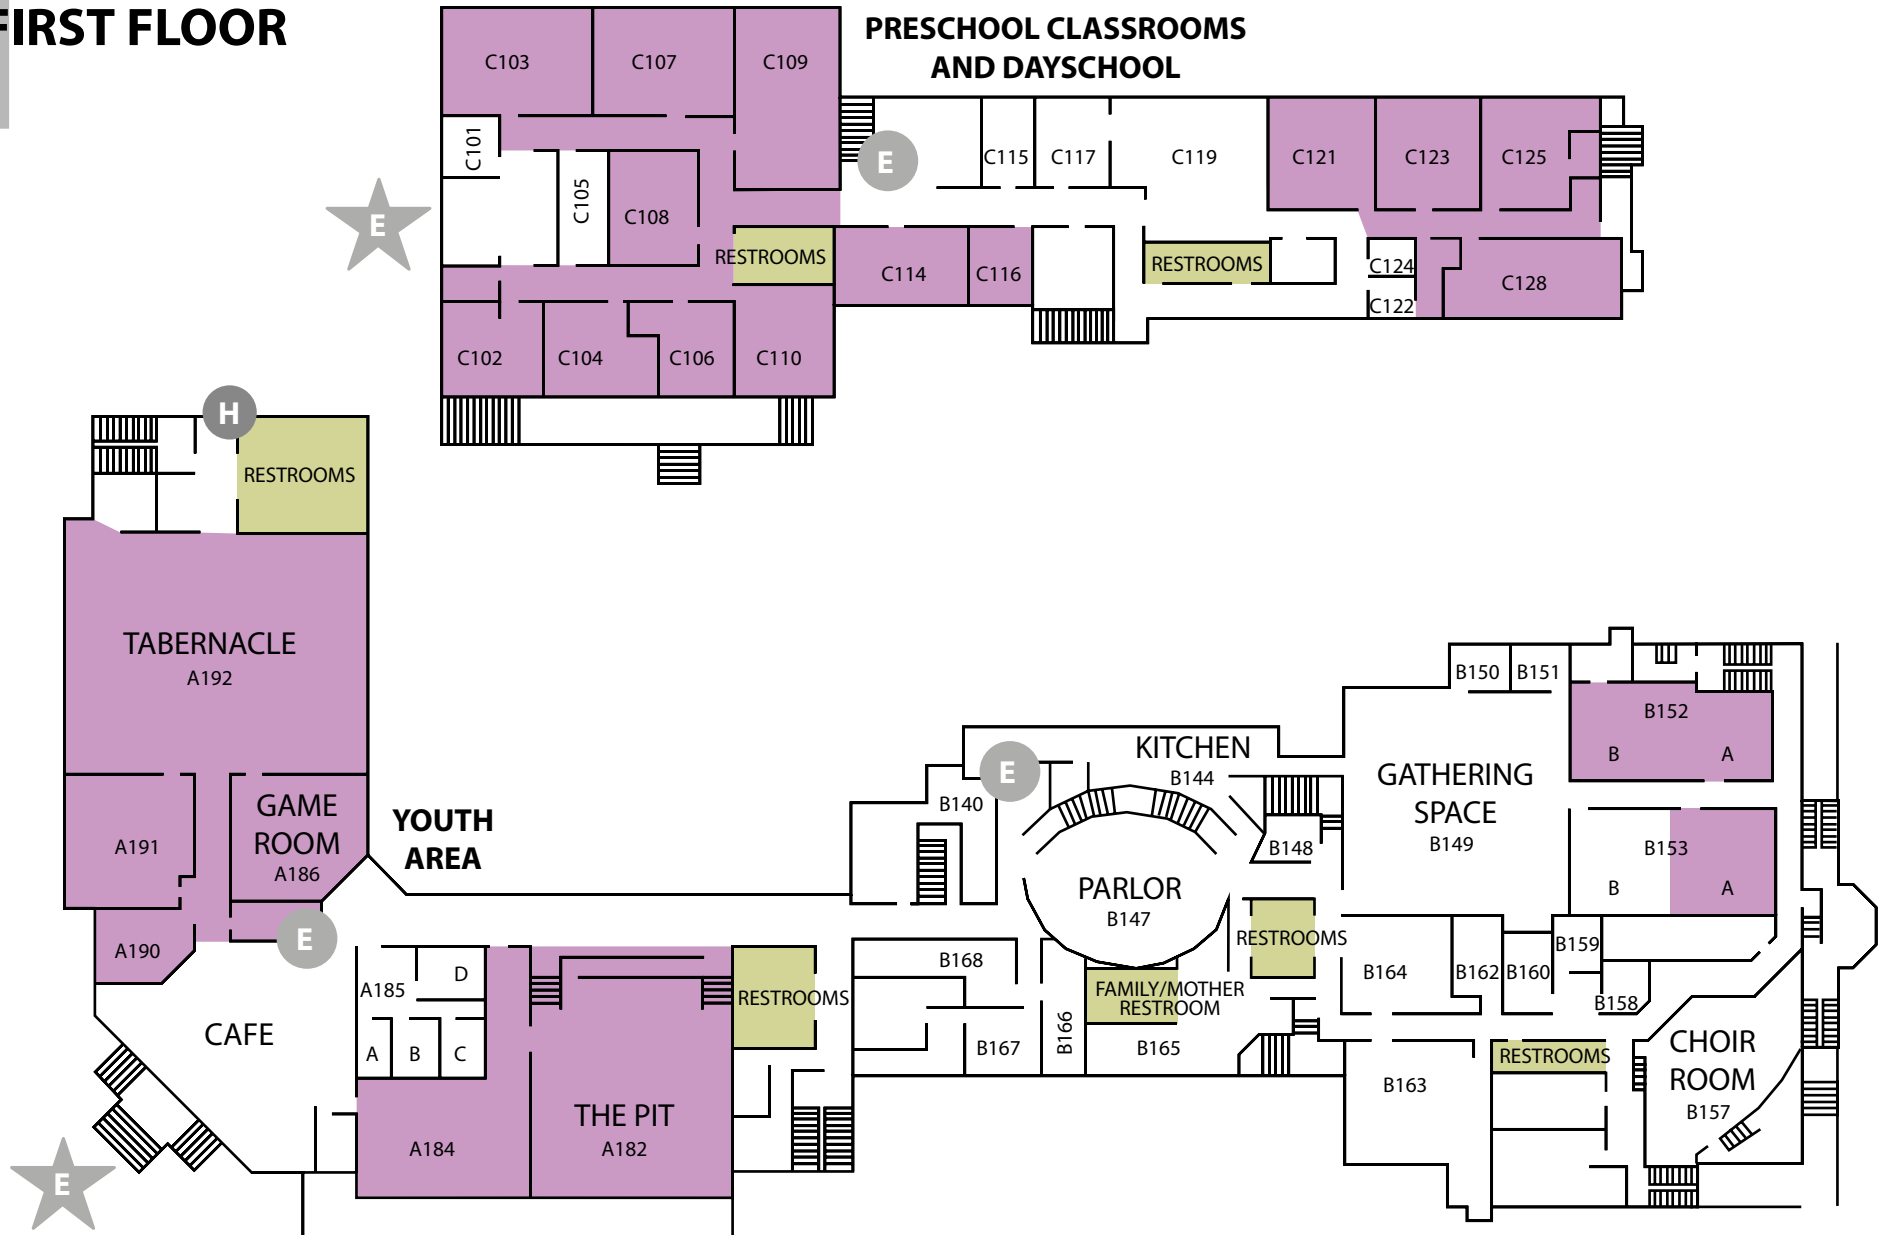 FIRST FLOOR
PRESCHOOL CLASSROOMS
AND DAYSCHOOL
C103
C107
C109
C101
C105
C108
RESTROOMS
C102
C104
C106
C110
C114
C116
E
E
C115
C117
C119
C121
C123
C125
RESTROOMS
C124
C122
C128
H
RESTROOMS
TABERNACLE
A192
A191
GAME
ROOM
A186
YOUTH
AREA
A190
E
CAFE
E
A185
D
A
B
C
A184
THE PIT
A182
RESTROOMS
B140
E
KITCHEN
B144
B148
PARLOR
B147
RESTROOMS
B168
FAMILY/MOTHER
RESTROOM
B167
B166
B165
GATHERING
SPACE
B149
B150
B151
B152
B
A
B153
B
A
B164
B162
B160
B159
B158
B163
RESTROOMS
CHOIR
ROOM
B157